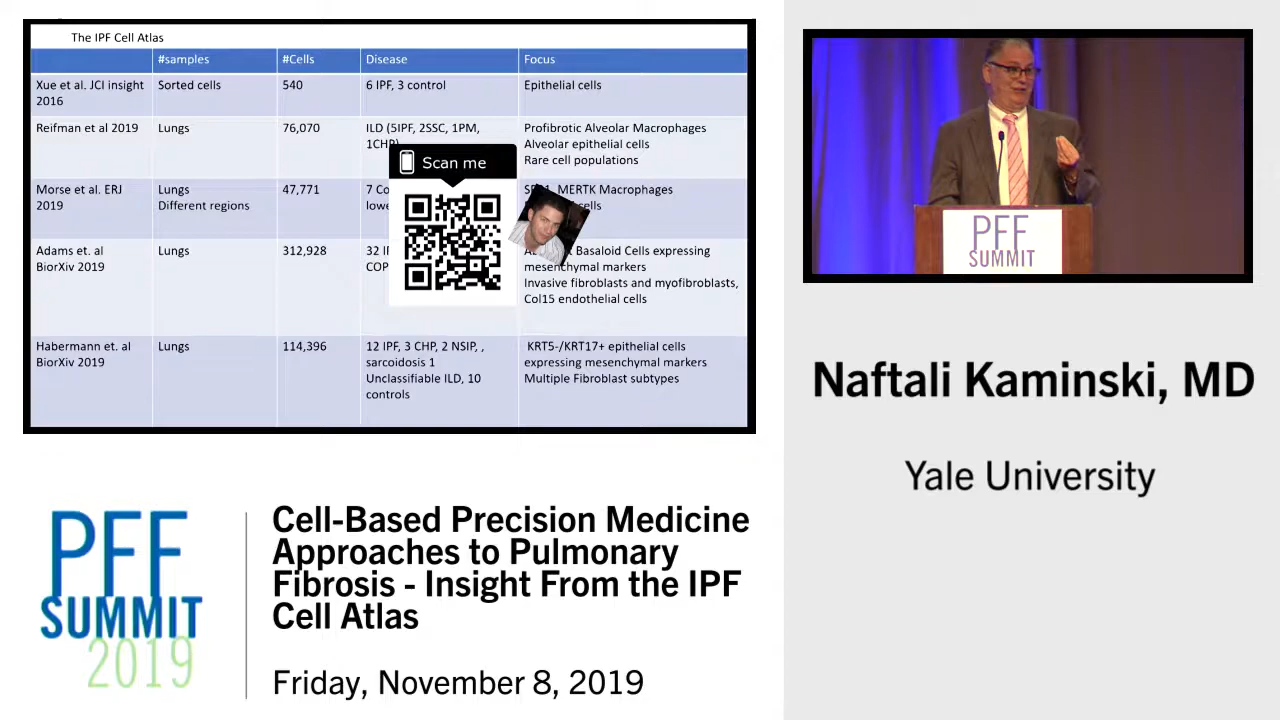 The IPF Cell Atlas
#samples #Cells Disease Focus
Xue et al. JCI insight
2016
Sorted cells
540
6 IPF, 3 control
Epithelial cells
Reifman et al 2019
Lungs
76,070
ILD (5IPF, 2SSC, 1PM,
1CHP)
Profibrotic Alveolar Macrophages
Alveolar epithelial cells
Rare cell populations
Morse et al. ERJ
2019
Lungs
Different regions
47,771
7 Co
lowe
MERTK Macrophages
cells
Adams et. al
BiorXiv 2019
Lungs
312,928
32 IP
COP
Basaloid Cells expressing
mesenchymal markers
Invasive fibroblasts and myofibroblasts,
Col15 endothelial cells
Habermann et. al
BiorXiv 2019
Lungs
114,396
12 IPF, 3 CHP, 2 NSIP, ,
sarcoidosis 1
Unclassifiable ILD, 10
controls
KRT5-/KRT17+ epithelial cells
expressing mesenchymal markers
Multiple Fibroblast subtypes
Scan me
PFF
SUMMIT
Naftali Kaminski, MD
Yale University
PFF
SUMMIT
2019
Cell-Based Precision Medicine
Approaches to Pulmonary
Fibrosis - Insight From the IPF
Cell Atlas
Friday, November 8, 2019